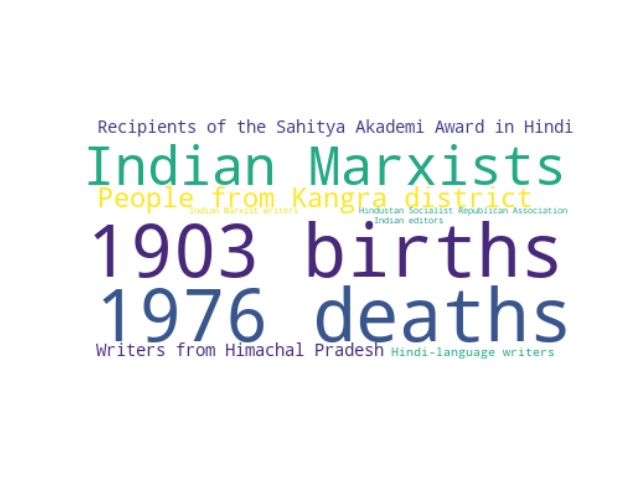 Recipients of the Sahitya Akademi Award in Hindi
Indian Marxists
People from Kangra district
Indian Marxist writers
Hindustan Socialist Republican Association
Indian editors
1903 births
1976 deaths
Writers from Himachal Pradesh
Hindi-language writers